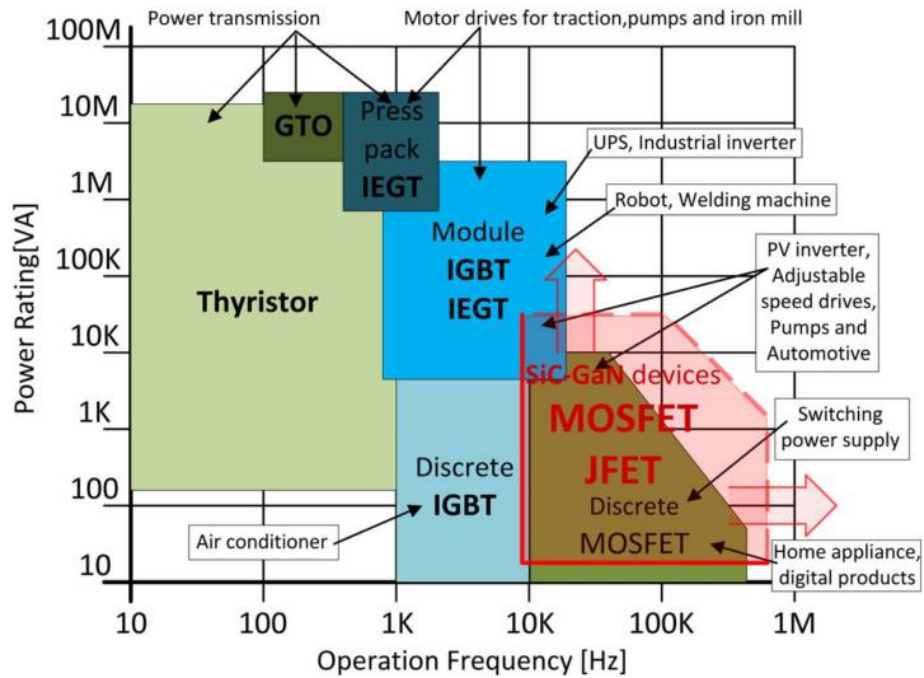 Power transmission
Motor drives for traction,pumps and iron mill
100M
10M
1M
100K
10K
1K
100
10
Power Rating[VA]
GTO
Press
pack
IEGT
UPS, Industrial inverter
Robot, Welding machine
Module
IGBT
IEGT
Thyristor
PV inverter,
Adjustable
speed drives,
Pumps and
Automotive
SiC-GaN devices
MOSFET
JFET
Discrete
MOSFET
Switching
power supply
Discrete
IGBT
Air conditioner
Home appliance,
digital products
10
100
1K
10K
100K
1M
Operation Frequency [Hz]